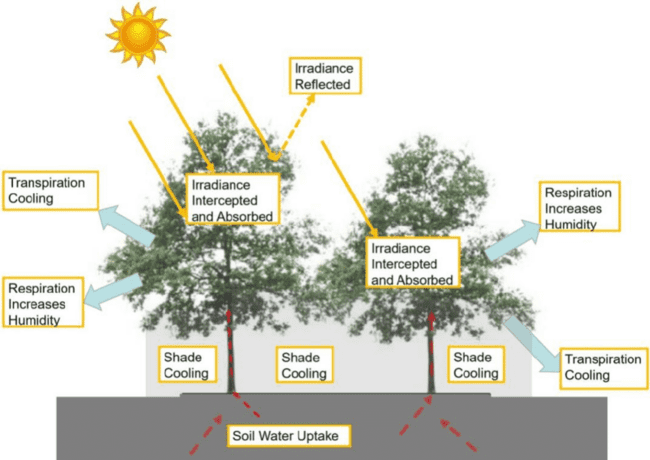 Irradiance
Reflected
Transpiration
Cooling
Irradiance
Intercepted
and Absorbed
Respiration
Increases
Humidity
Irradiance
Intercepted
and Absorbed
Respiration
Increases
Humidity
Shade
Cooling
Shade
Cooling
Shade
Cooling
Transpiration
Cooling
Soil Water Uptake